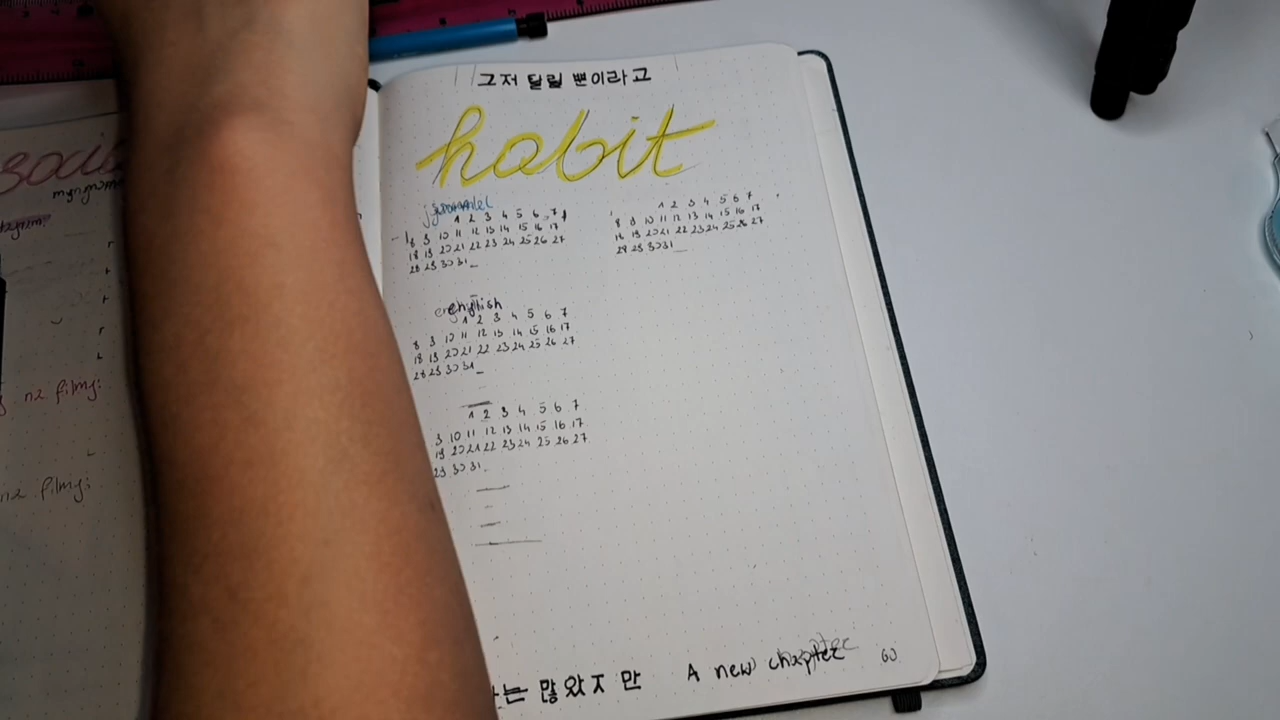 그저 달릴 뿐이라고
habit
1 2 3 4 5 6 7
8 9 10 11 12 13 14 15 16 17
18 19 20 21 22 23 24 25 26 27
28 29 30 31
1 2 3 4 5 6 7
8 9 10 11 12 13 14 15 16 17
18 19 20 21 22 23 24 25 26 27
28 29 30 31
english
1 2 3 4 5 6 7
8 9 10 11 12 13 14 15 16 17
18 19 20 21 22 23 24 25 26 27
28 29 30 31
1 2 3 4 5 6 7
9 10 11 12 13 14 15 16 17
19 20 21 22 23 24 25 26 27
29 30 31
는 많았지만 A new chapter 60
na filmy:
filmy: